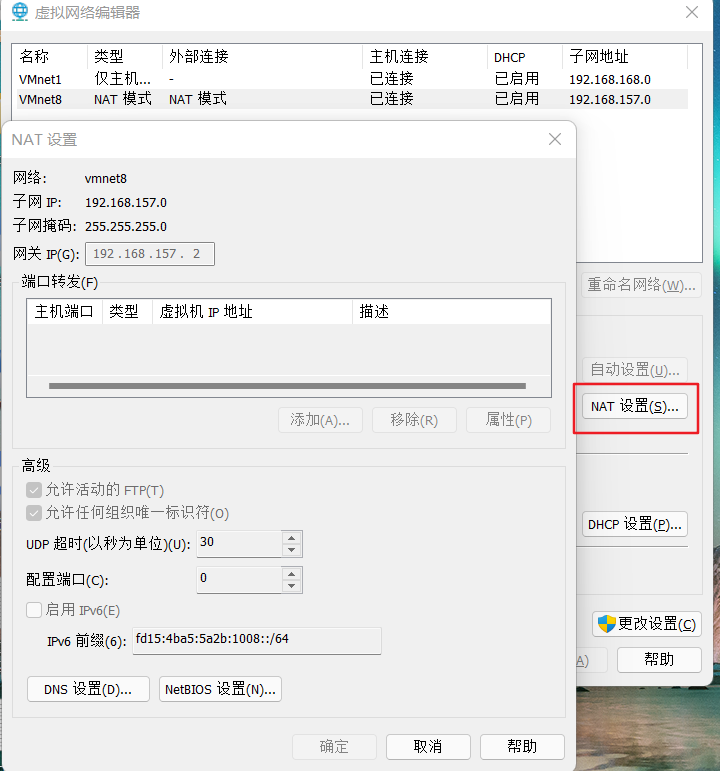 虚拟网络编辑器
名称 类型 外部连接 主机连接 DHCP 子网地址
VMnet1 仅主机... - 已连接 已启用 192.168.168.0
VMnet8 NAT 模式 NAT 模式 已连接 已启用 192.168.157.0
NAT 设置
网络: vmnet8
子网 IP: 192.168.157.0
子网掩码: 255.255.255.0
网关 IP(G): 192 . 168 . 157 . 2
端口转发(F)
主机端口 类型 虚拟机 IP 地址 描述
添加(A)... 移除(R) 属性(P)
高级
允许活动的 FTP(T)
允许任何组织唯一标识符(O)
UDP 超时(以秒为单位)(U): 30
配置端口(C): 0
启用 IPv6(E)
IPv6 前缀(6): fd15:4ba5:5a2b:1008::/64
DNS 设置(D)... NetBIOS 设置(N)...
确定 取消 帮助
重命名网络(W)...
自动设置(U)...
NAT 设置(S)...
DHCP 设置(P)...
更改设置(C)
A) 帮助